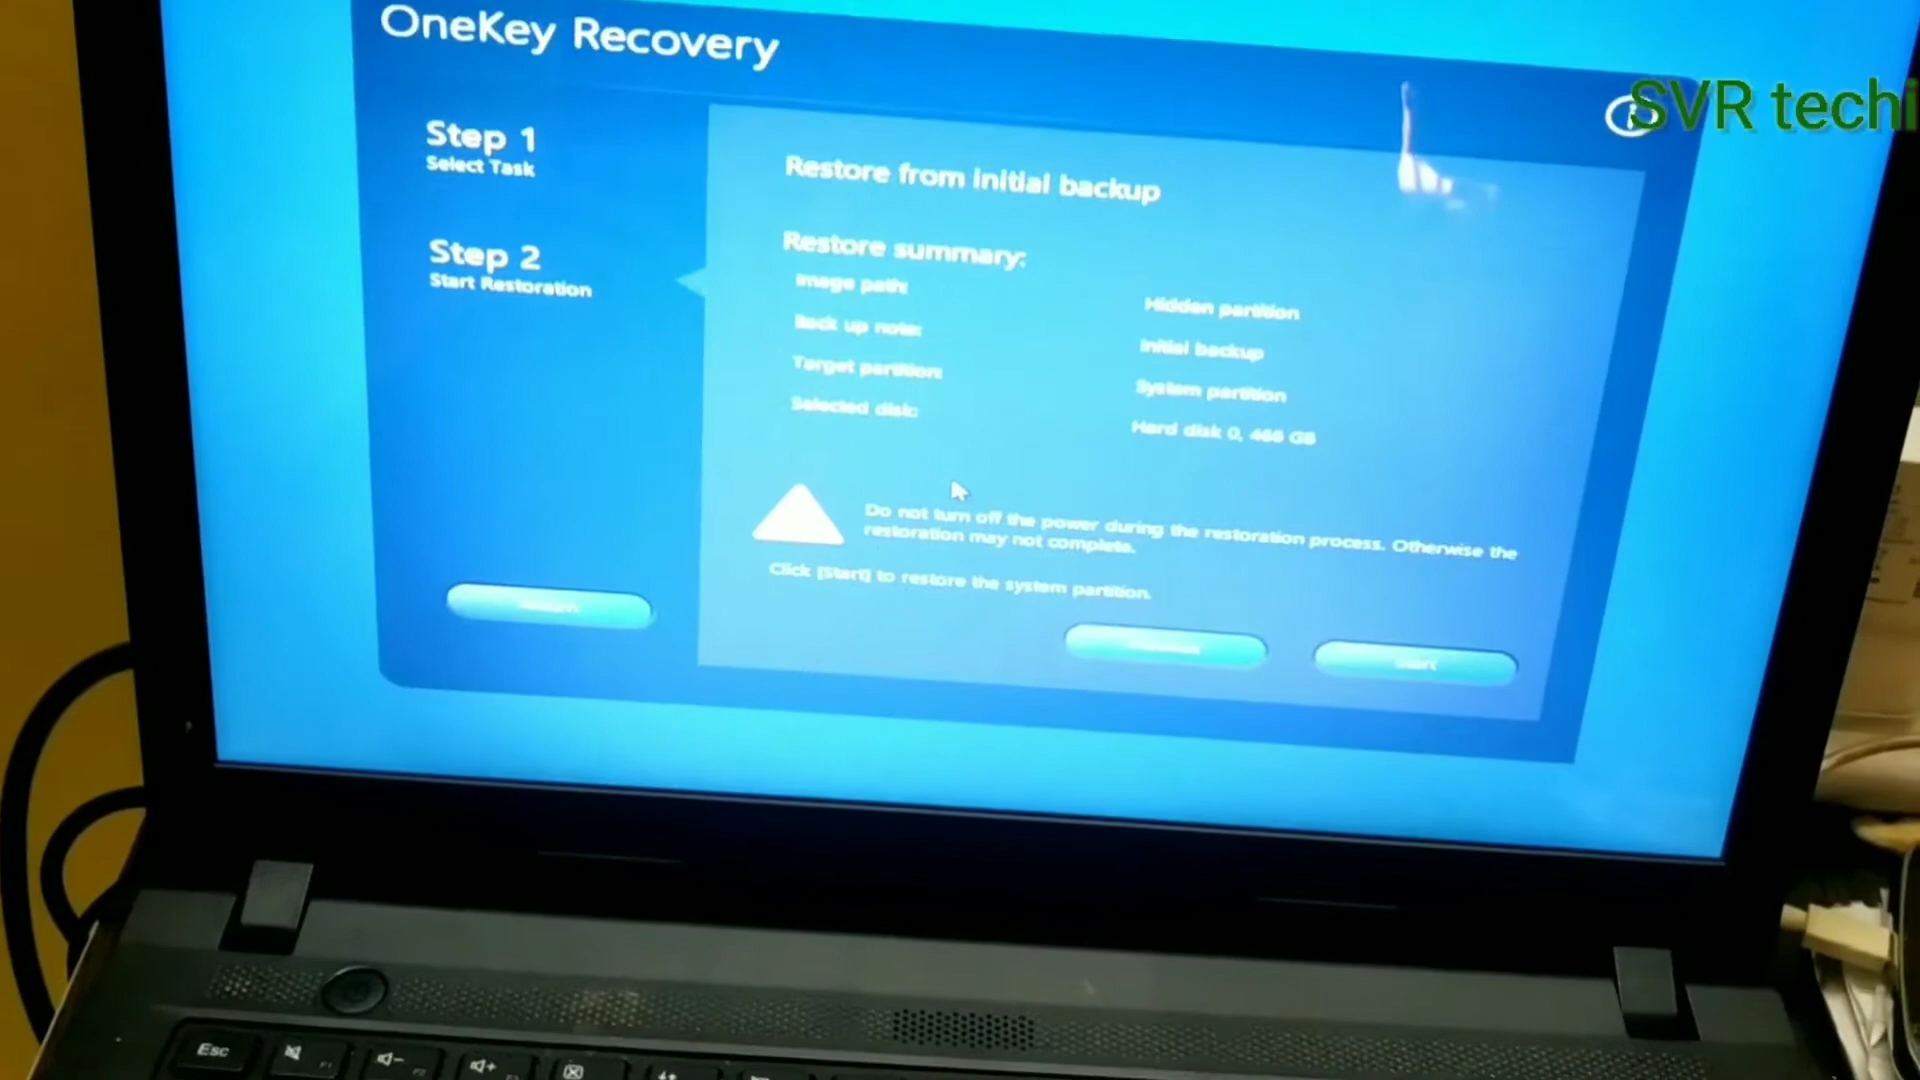 OneKey Recovery
SVR techi
Step 1
Select Task
Step 2
Start Restoration
Restore from initial backup
Restore summary:
Image path:
Hidden partition
Back up note:
Initial backup
Target partition:
System partition
Selected disk:
Hard disk 0, 466 GB
Do not turn off the power during the restoration process. Otherwise the
restoration may not complete.
Click [Start] to restore the system partition.
Start
Esc
F1
F2